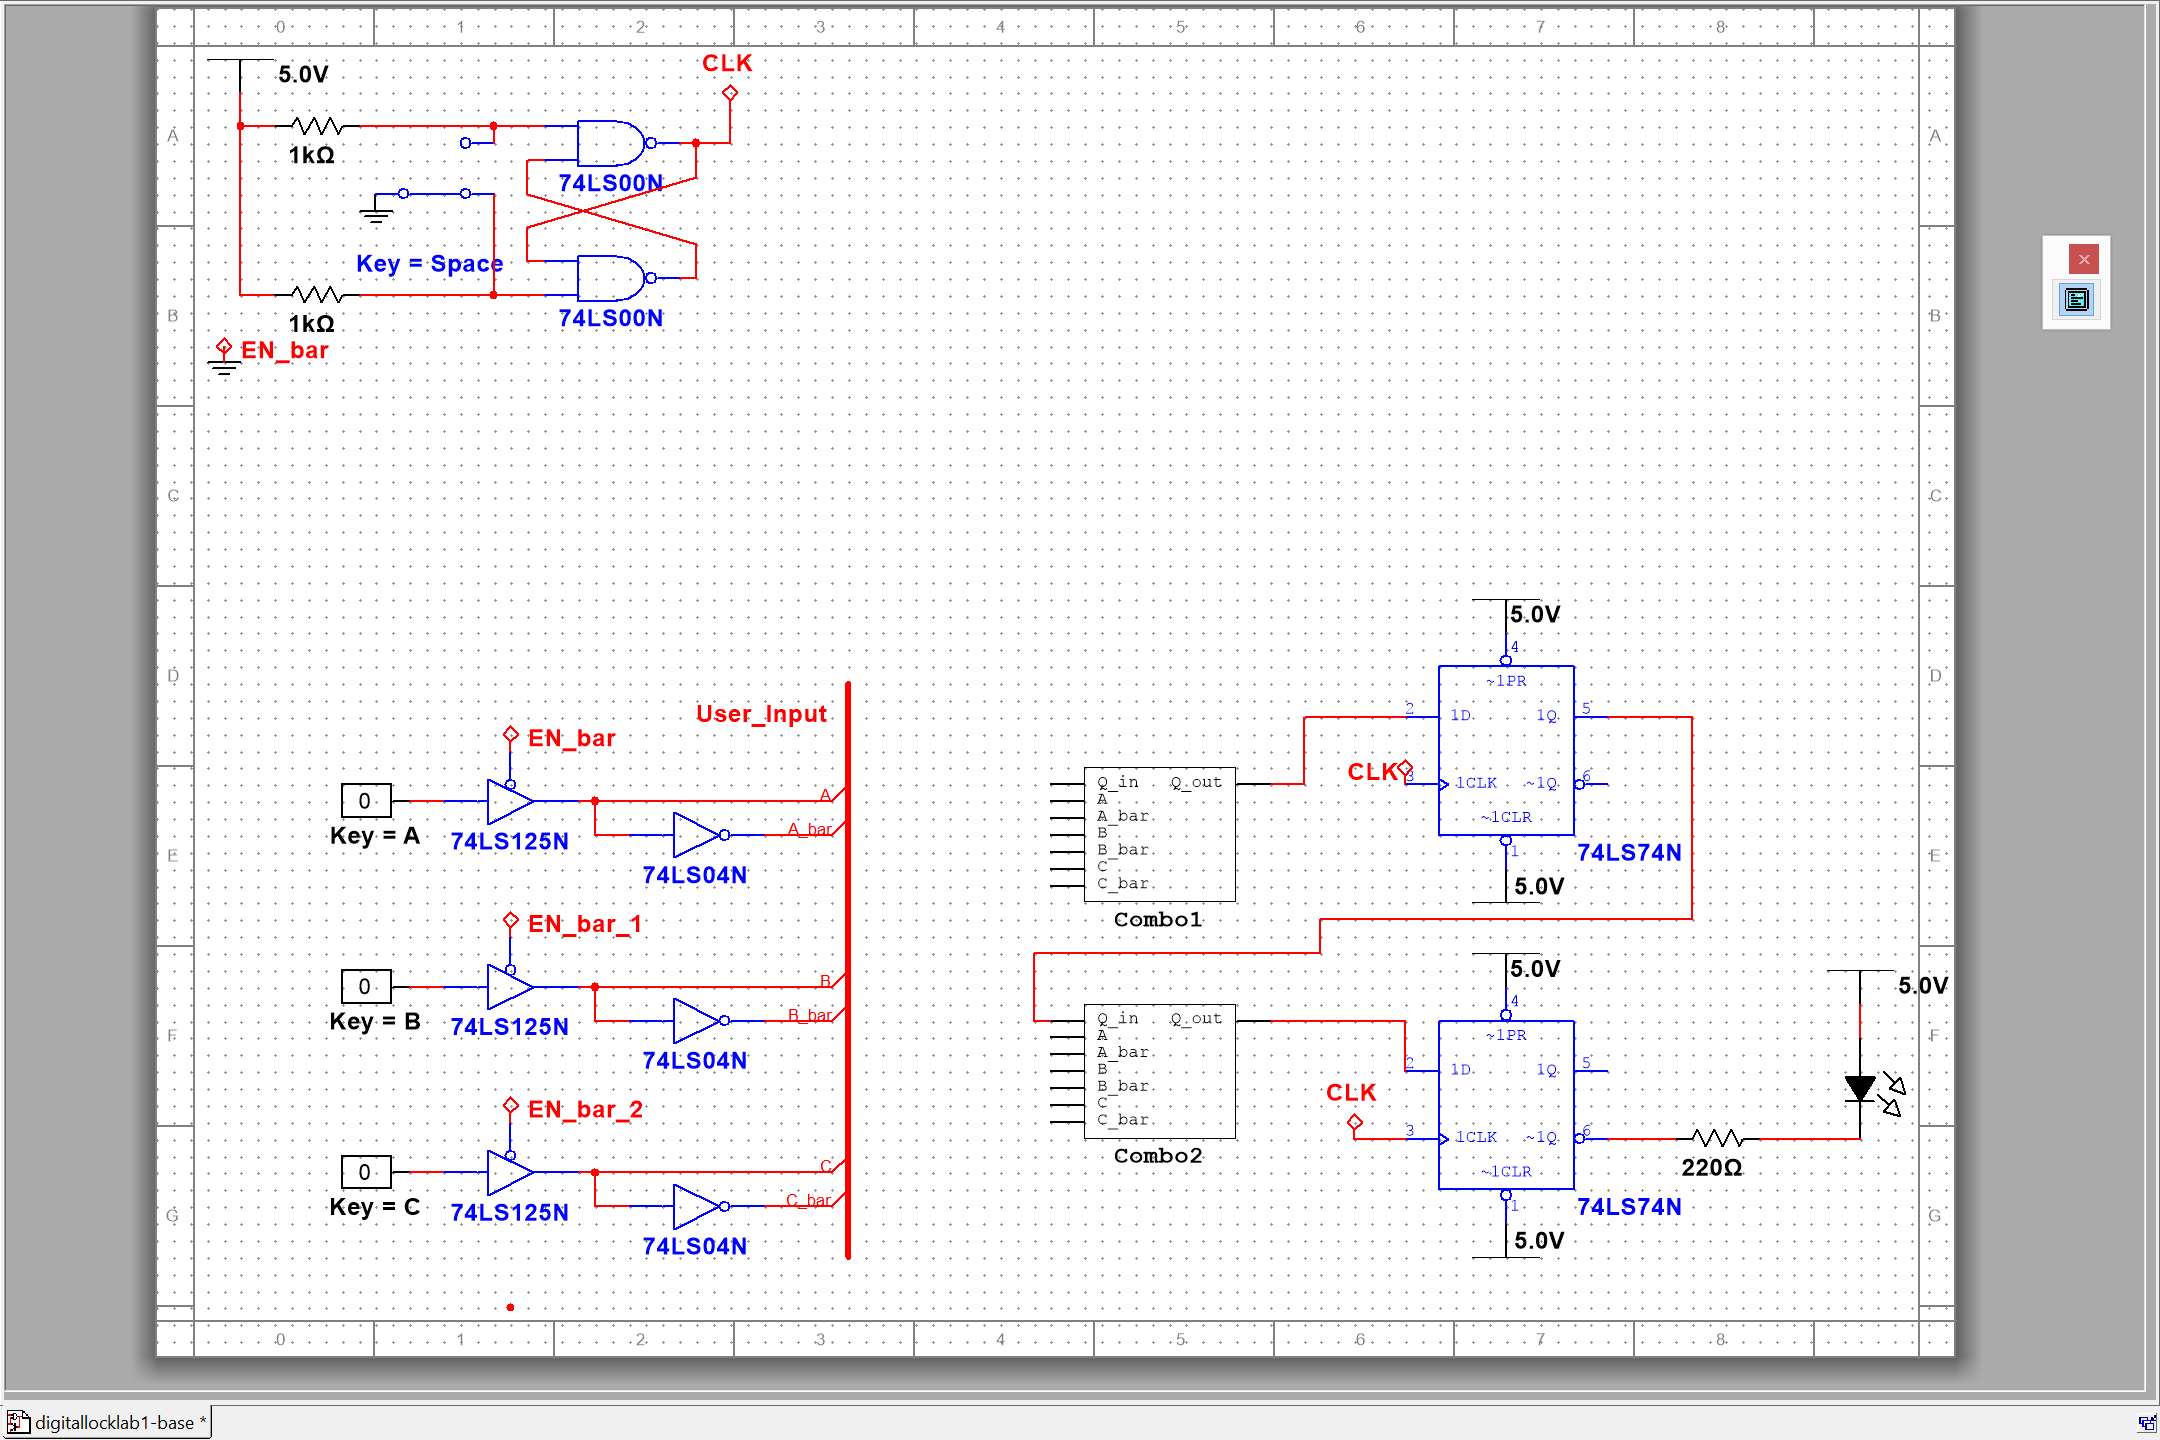 0 1 2 3 4 5 6 7 8
5.0V
CLK
A
A
1kΩ
74LS00N
Key = Space
B
1kΩ
74LS00N
B
EN_bar
C
C
5.0V
4
D
~1PR
D
User_Input
2
1D
1Q
5
EN_bar
CLK
3
1CLK
~1Q
6
Q_in Q_out
A
A_bar
B
B_bar
C
C_bar
0
A
Key = A
74LS125N
A_bar
74LS04N
~1CLR
1
74LS74N
E
E
5.0V
Combo1
EN_bar_1
0
B
Key = B
74LS125N
B_bar
74LS04N
5.0V
4
5.0V
~1PR
F
F
Q_in Q_out
A
A_bar
B
B_bar
C
C_bar
2
1D
1Q
5
CLK
3
1CLK
~1Q
6
EN_bar_2
Combo2
220Ω
0
C
Key = C
74LS125N
C_bar
74LS04N
~1CLR
1
74LS74N
G
G
5.0V
0 1 2 3 4 5 6 7 8
digitallocklab1-base *